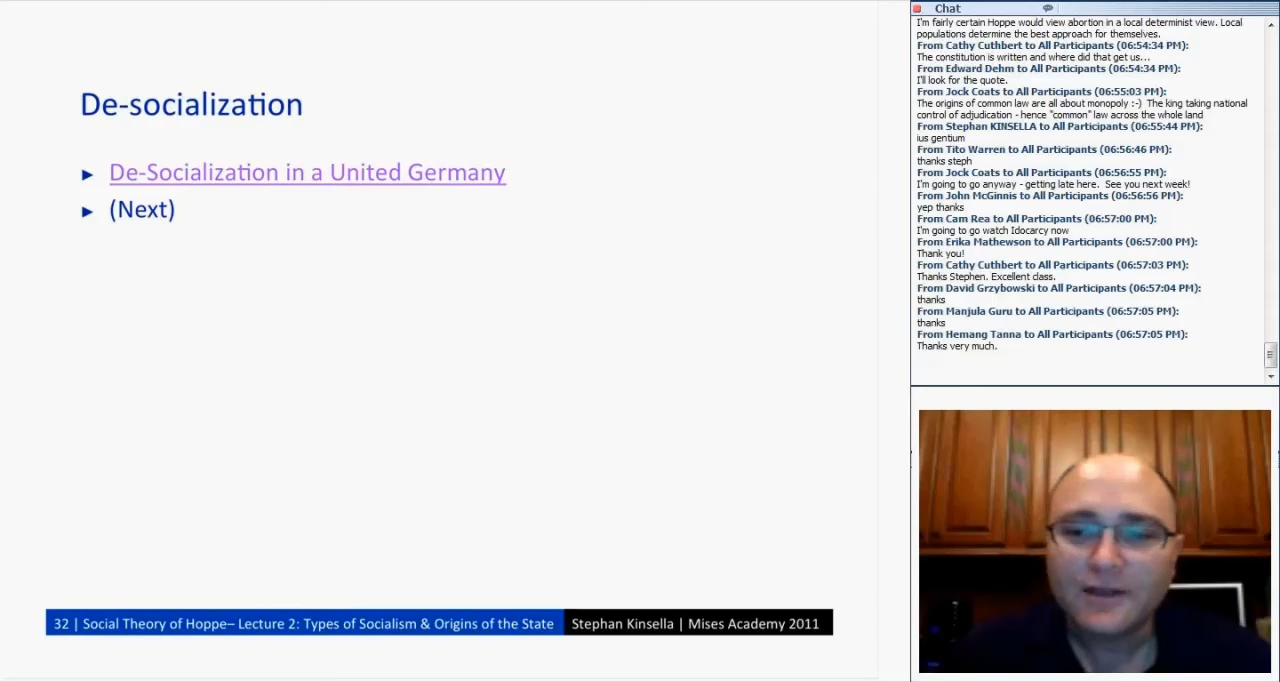 De-socialization
► De-Socialization in a United Germany
► (Next)
32 | Social Theory of Hoppe– Lecture 2: Types of Socialism & Origins of the State
Stephan Kinsella | Mises Academy 2011
Chat
I'm fairly certain Hoppe would view abortion in a local determinist view. Local
populations determine the best approach for themselves.
From Cathy Cuthbert to All Participants (06:54:34 PM):
The constitution is written and where did that get us...
From Edward Dehm to All Participants (06:54:34 PM):
I'll look for the quote.
From Jock Coats to All Participants (06:55:03 PM):
The origins of common law are all about monopoly :-) The king taking national
control of adjudication - hence "common" law across the whole land
From Stephan KINSELLA to All Participants (06:55:44 PM):
ius gentium
From Tito Warren to All Participants (06:56:46 PM):
thanks steph
From Jock Coats to All Participants (06:56:55 PM):
I'm going to go anyway - getting late here. See you next week!
From John McGinnis to All Participants (06:56:56 PM):
yep thanks
From Cam Rea to All Participants (06:57:00 PM):
I'm going to go watch Idocarcy now
From Erika Mathewson to All Participants (06:57:00 PM):
Thank you!
From Cathy Cuthbert to All Participants (06:57:03 PM):
Thanks Stephen. Excellent class.
From David Grzybowski to All Participants (06:57:04 PM):
thanks
From Manjula Guru to All Participants (06:57:05 PM):
thanks
From Hemang Tanna to All Participants (06:57:05 PM):
Thanks very much.